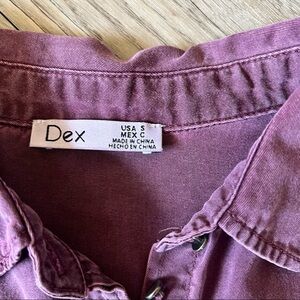 Dex
USA S
MEX C
MADE IN CHINA
HECHO EN CHINA